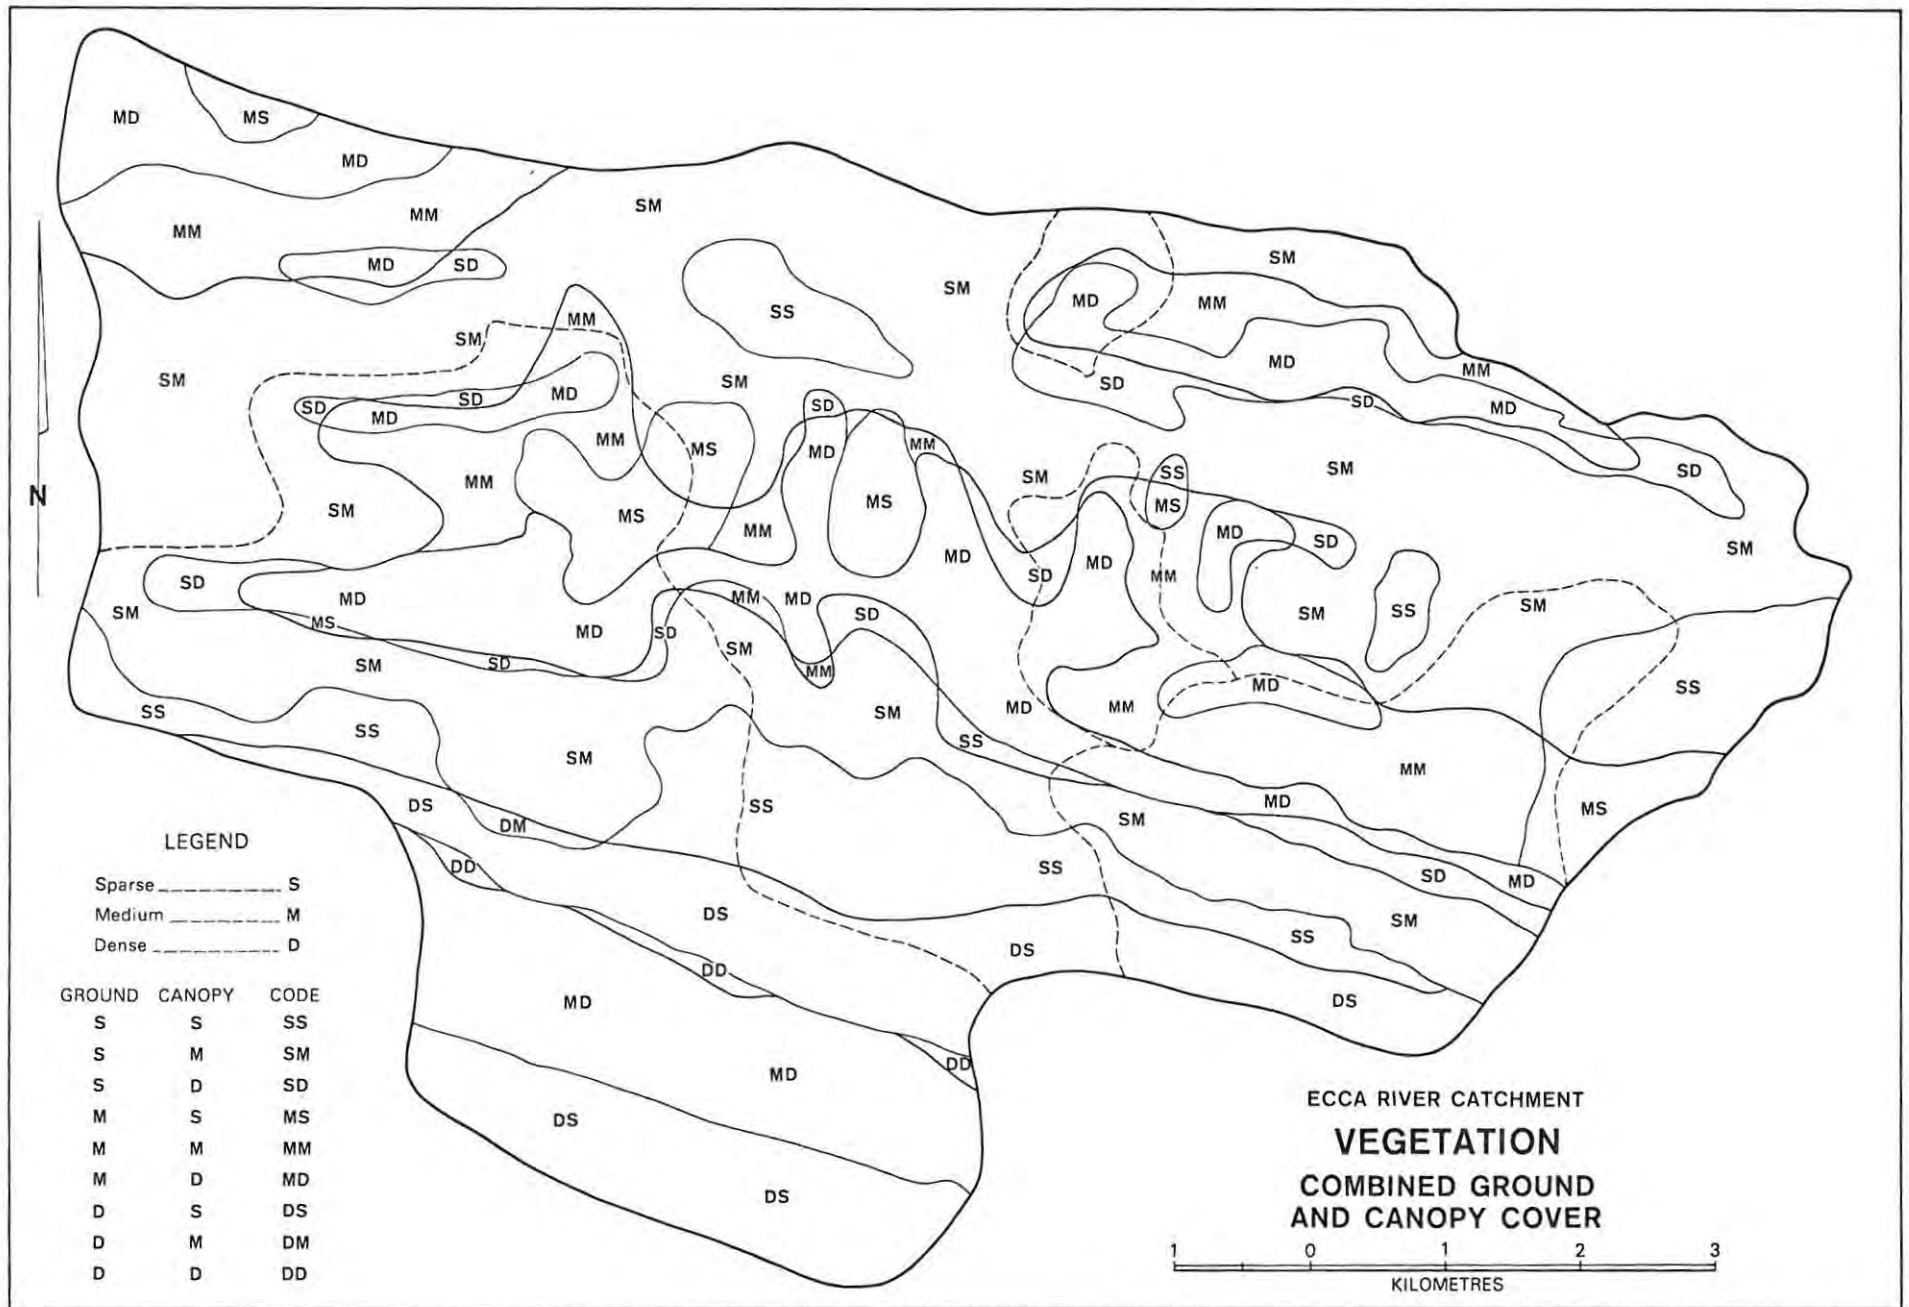 MD
MS
MD
MM
MM
SM
MD SD
SM
SM
SS
MD
MM
MM
SM
MD
MM
SM
SM
SD
SD
MD
SD
MD
SD
MD
SD
MM
MS
MD
MM
SM
SS
SM
SD
MM
SM
MS
MS
MS
MM
MD
SD
SM
N
MD
MD
SD
MM
SD
MD
MM
MD
SD
SM
SS
SM
SM
MS
MD
SD
SM
SM
SD
MM
MD
SS
SS
SS
SM
MD
MM
SS
SM
MM
DS
DM
SS
SM
MD
MS
DD
SS
SD
MD
DS
DS
SS
SM
DD
MD
DS
MD
DD
DS
DS
LEGEND
Sparse S
Medium M
Dense D
GROUND CANOPY CODE
S S SS
S M SM
S D SD
M S MS
M M MM
M D MD
D S DS
D M DM
D D DD
ECCA RIVER CATCHMENT
VEGETATION
COMBINED GROUND
AND CANOPY COVER
1 0 1 2 3
KILOMETRES